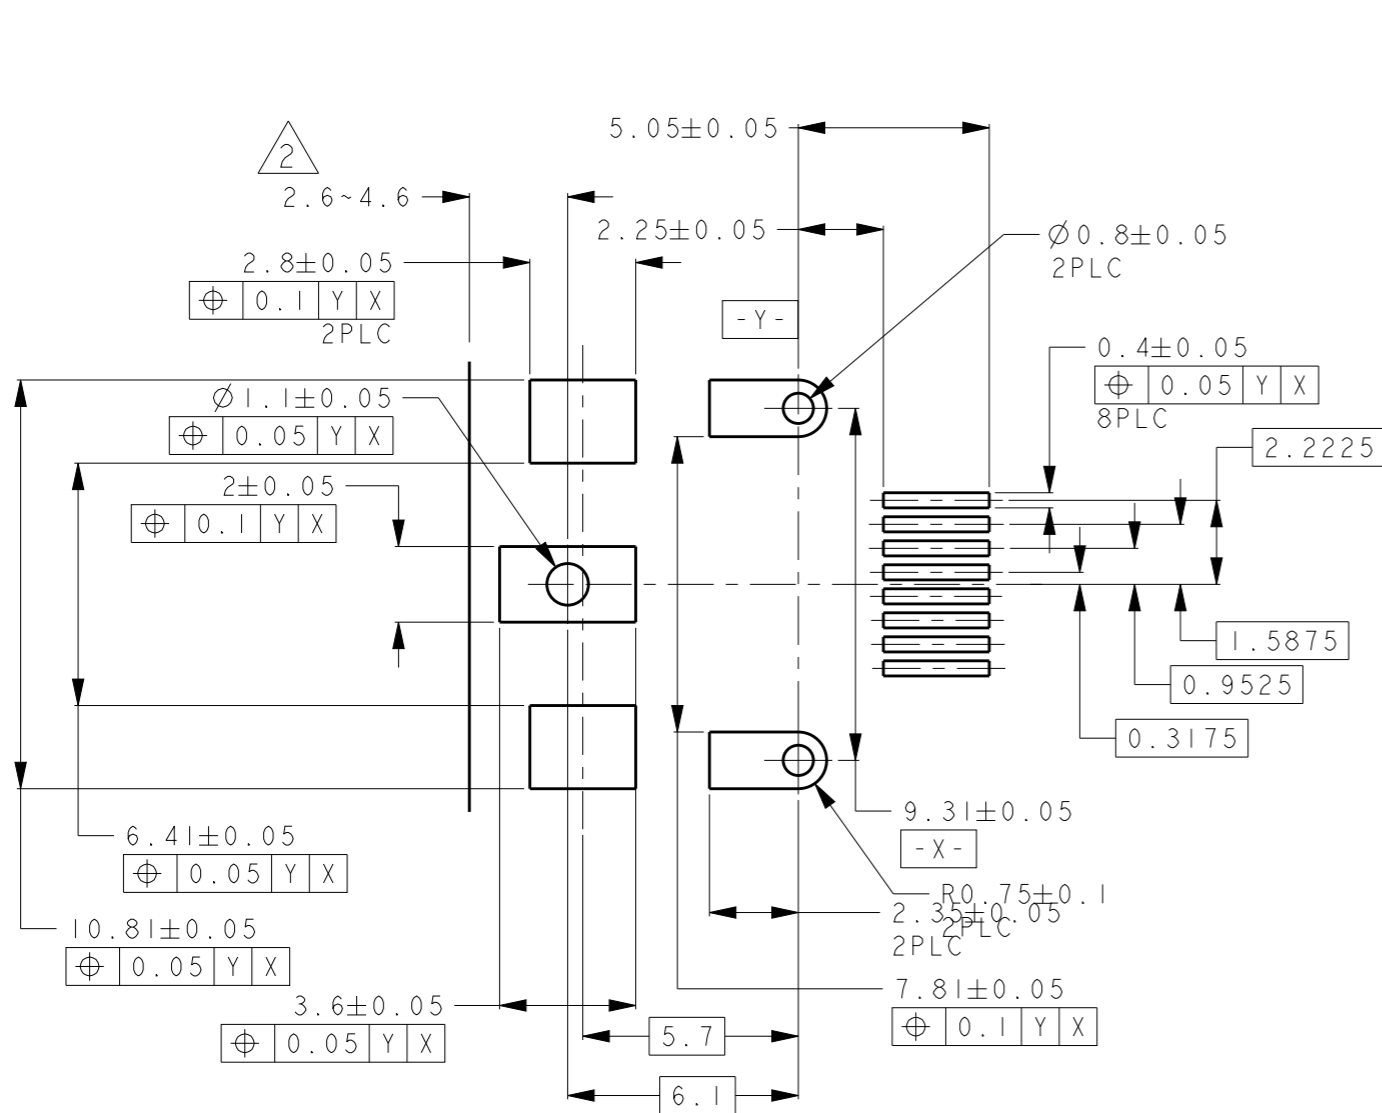 5.05±0.05
2
2.6~4.6
2.25±0.05
Ø0.8±0.05
2PLC
2.8±0.05
⌖ 0.1 Y X
2PLC
-Y-
0.4±0.05
⌖ 0.05 Y X
8PLC
Ø1.1±0.05
⌖ 0.05 Y X
2.2225
2±0.05
⌖ 0.1 Y X
1.5875
0.9525
0.3175
9.31±0.05
-X-
6.41±0.05
⌖ 0.05 Y X
R0.75±0.1
2PLC
2.35±0.05
2PLC
10.81±0.05
⌖ 0.05 Y X
7.81±0.05
⌖ 0.1 Y X
3.6±0.05
⌖ 0.05 Y X
5.7
6.1